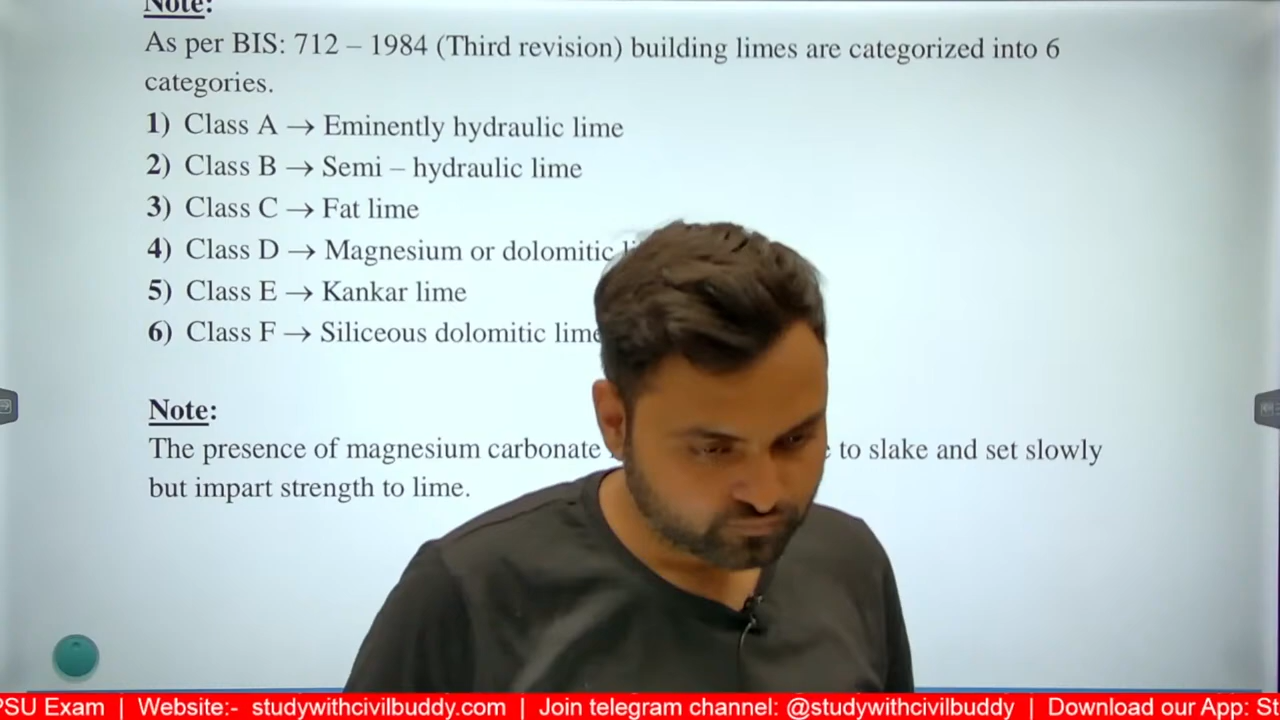 Note:
As per BIS: 712 – 1984 (Third revision) building limes are categorized into 6
categories.
1) Class A → Eminently hydraulic lime
2) Class B → Semi – hydraulic lime
3) Class C → Fat lime
4) Class D → Magnesium or dolomitic
5) Class E → Kankar lime
6) Class F → Siliceous dolomitic lime
Note:
The presence of magnesium carbonate to slake and set slowly
but impart strength to lime.
PSU Exam | Website:- studywithcivilbuddy.com | Join telegram channel: @studywithcivilbuddy | Download our App: St